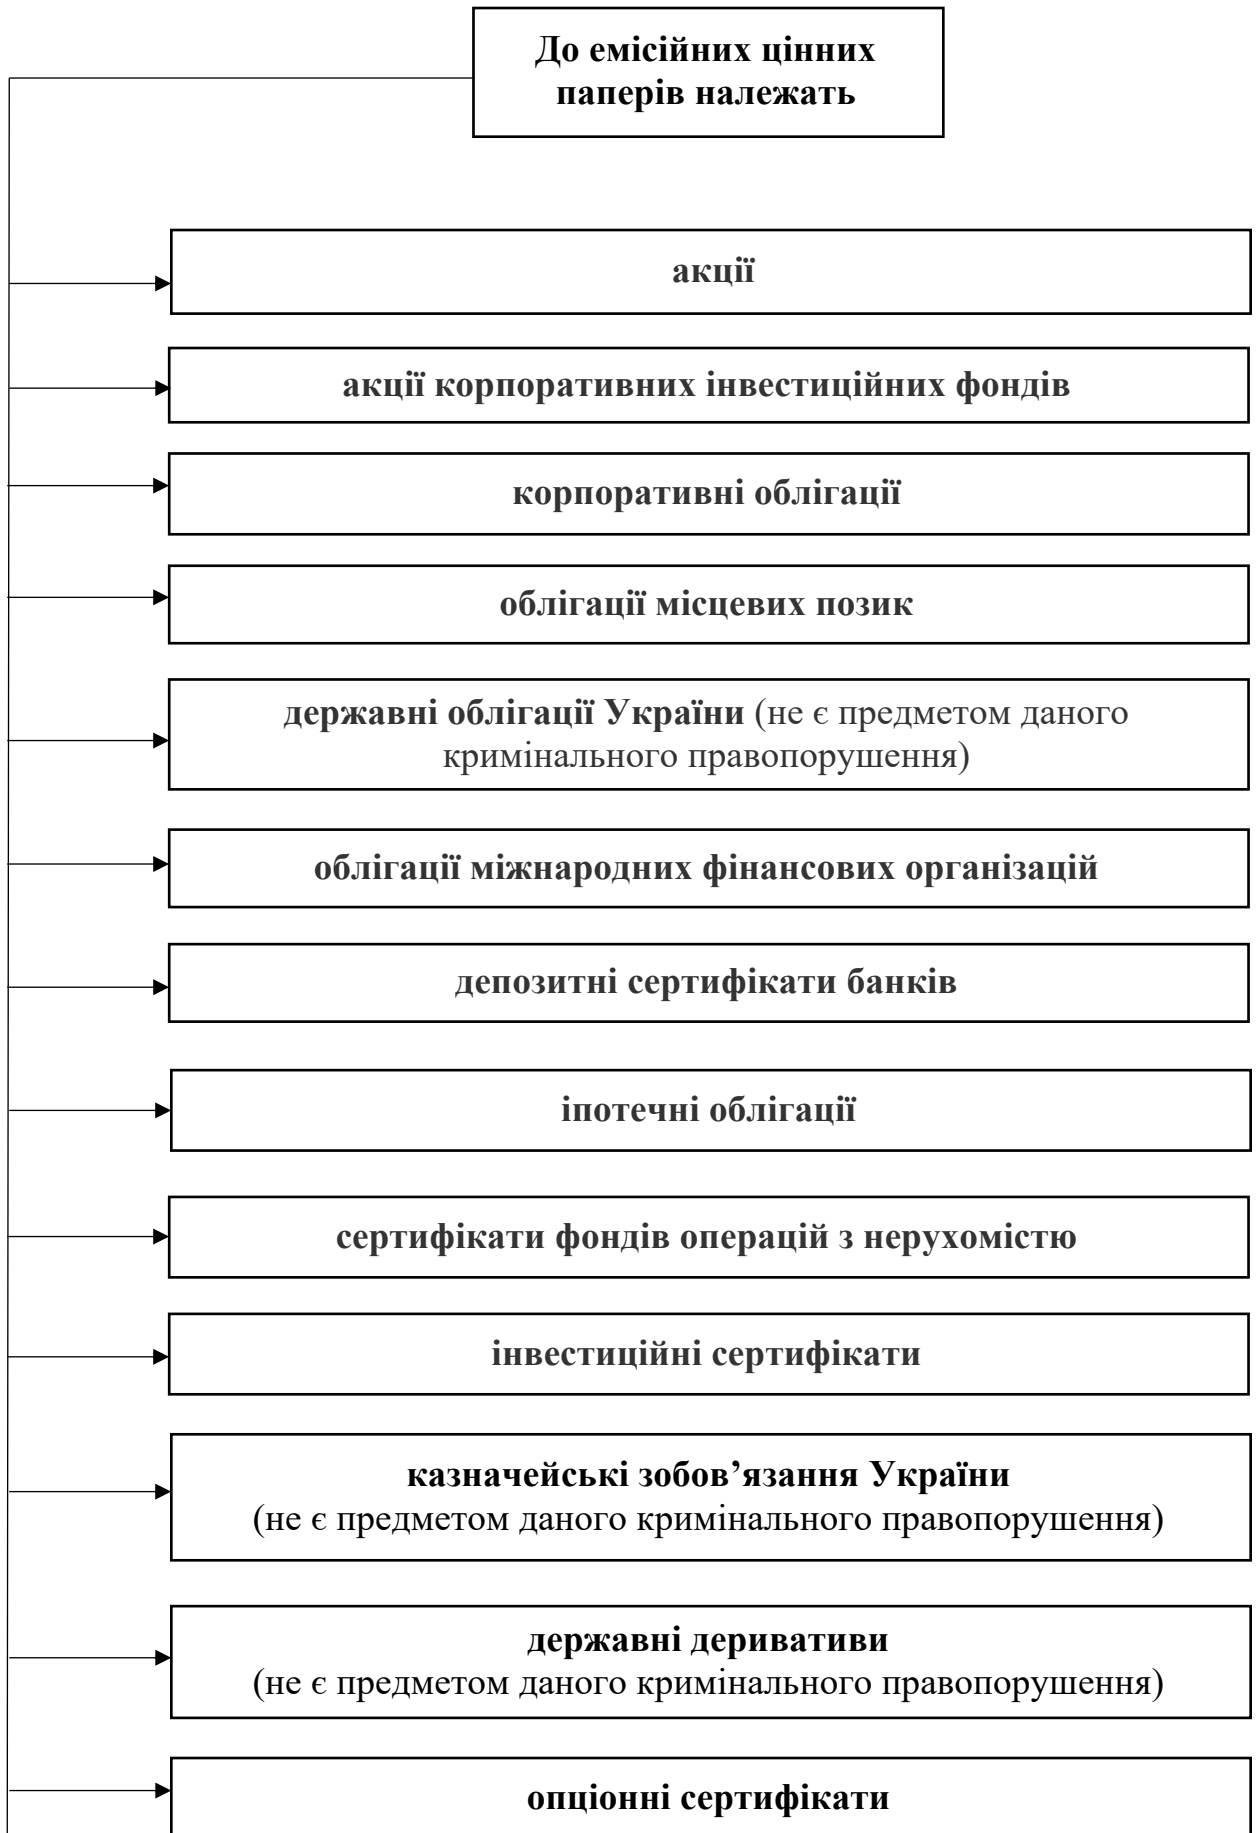 До емісійних цінних
паперів належать
акції
акції корпоративних інвестиційних фондів
корпоративні облігації
облігації місцевих позик
державні облігації України (не є предметом даного
кримінального правопорушення)
облігації міжнародних фінансових організацій
депозитні сертифікати банків
іпотечні облігації
сертифікати фондів операцій з нерухомістю
інвестиційні сертифікати
казначейські зобов’язання України
(не є предметом даного кримінального правопорушення)
державні деривативи
(не є предметом даного кримінального правопорушення)
опціонні сертифікати